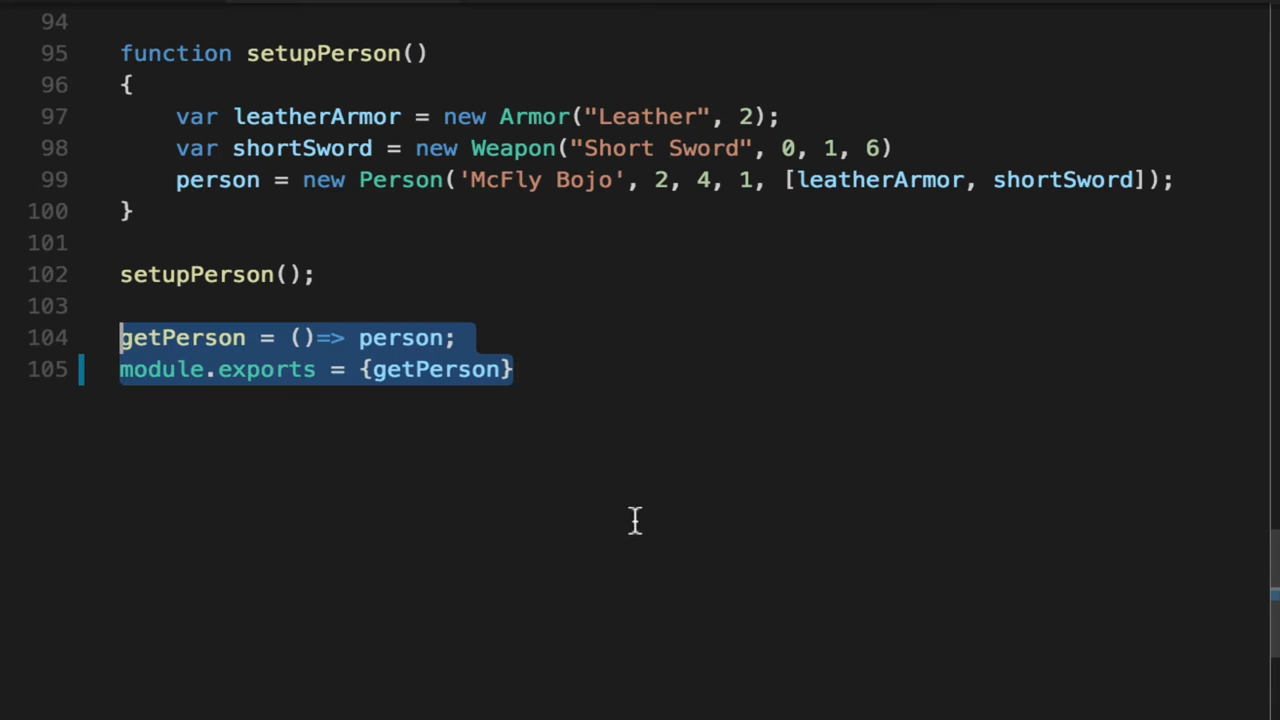 94
95 function setupPerson()
96 {
97 var leatherArmor = new Armor("Leather", 2);
98 var shortSword = new Weapon("Short Sword", 0, 1, 6)
99 person = new Person('McFly Bojo', 2, 4, 1, [leatherArmor, shortSword]);
100 }
101
102 setupPerson();
103
104 getPerson = ()=> person;
105 module.exports = {getPerson}